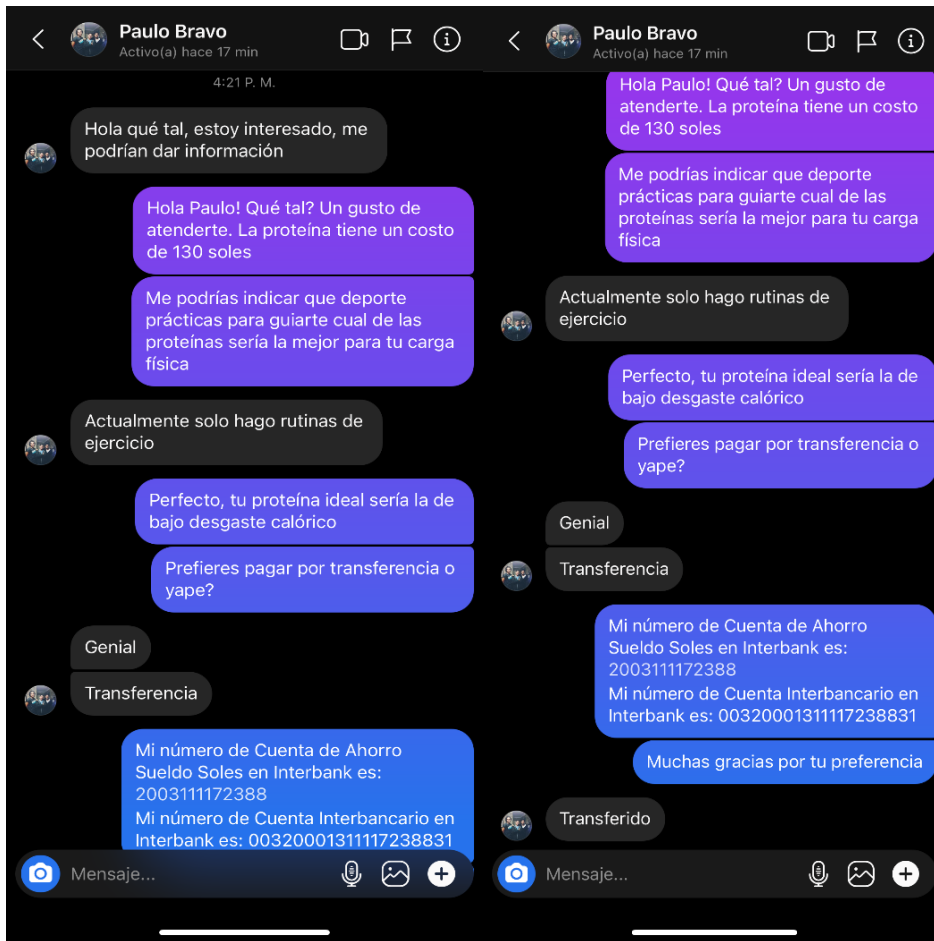 Paulo Bravo
Activo(a) hace 17 min
4:21 P. M.
Hola qué tal, estoy interesado, me
podrían dar información
Hola Paulo! Qué tal? Un gusto de
atenderte. La proteína tiene un costo
de 130 soles
Me podrías indicar que deporte
prácticas para guiarte cual de las
proteínas sería la mejor para tu carga
física
Actualmente solo hago rutinas de
ejercicio
Perfecto, tu proteína ideal sería la de
bajo desgaste calórico
Prefieres pagar por transferencia o
yape?
Genial
Transferencia
Mi número de Cuenta de Ahorro
Sueldo Soles en Interbank es:
2003111172388
Mi número de Cuenta Interbancario en
Interbank es: 00320001311117238831
Mensaje...
Paulo Bravo
Activo(a) hace 17 min
Hola Paulo! Qué tal? Un gusto de
atenderte. La proteína tiene un costo
de 130 soles
Me podrías indicar que deporte
prácticas para guiarte cual de las
proteínas sería la mejor para tu carga
física
Actualmente solo hago rutinas de
ejercicio
Perfecto, tu proteína ideal sería la de
bajo desgaste calórico
Prefieres pagar por transferencia o
yape?
Genial
Transferencia
Mi número de Cuenta de Ahorro
Sueldo Soles en Interbank es:
2003111172388
Mi número de Cuenta Interbancario en
Interbank es: 00320001311117238831
Muchas gracias por tu preferencia
Transferido
Mensaje...